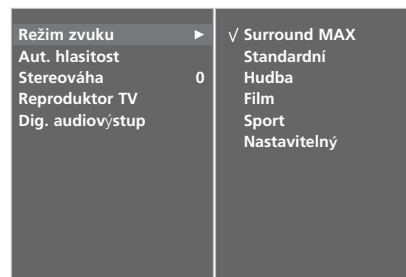 Režim zvuku ►
Aut. hlasitost
Stereováha 0
Reproduktor TV
Dig. audiovýstup
√ Surround MAX
Standardní
Hudba
Film
Sport
Nastavitelný